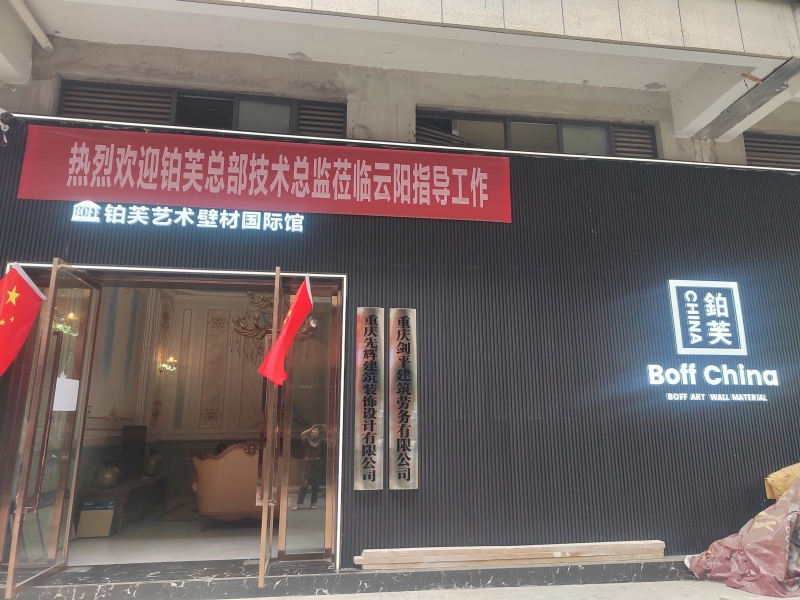 热烈欢迎铂芙总部技术总监莅临云阳指导工作
BOFF 铂芙艺术壁材国际馆
重庆先辉建筑装饰设计有限公司
重庆剑平建筑劳务有限公司
CHINA
鉑芙
Boff China
BOFF ART WALL MATERIAL